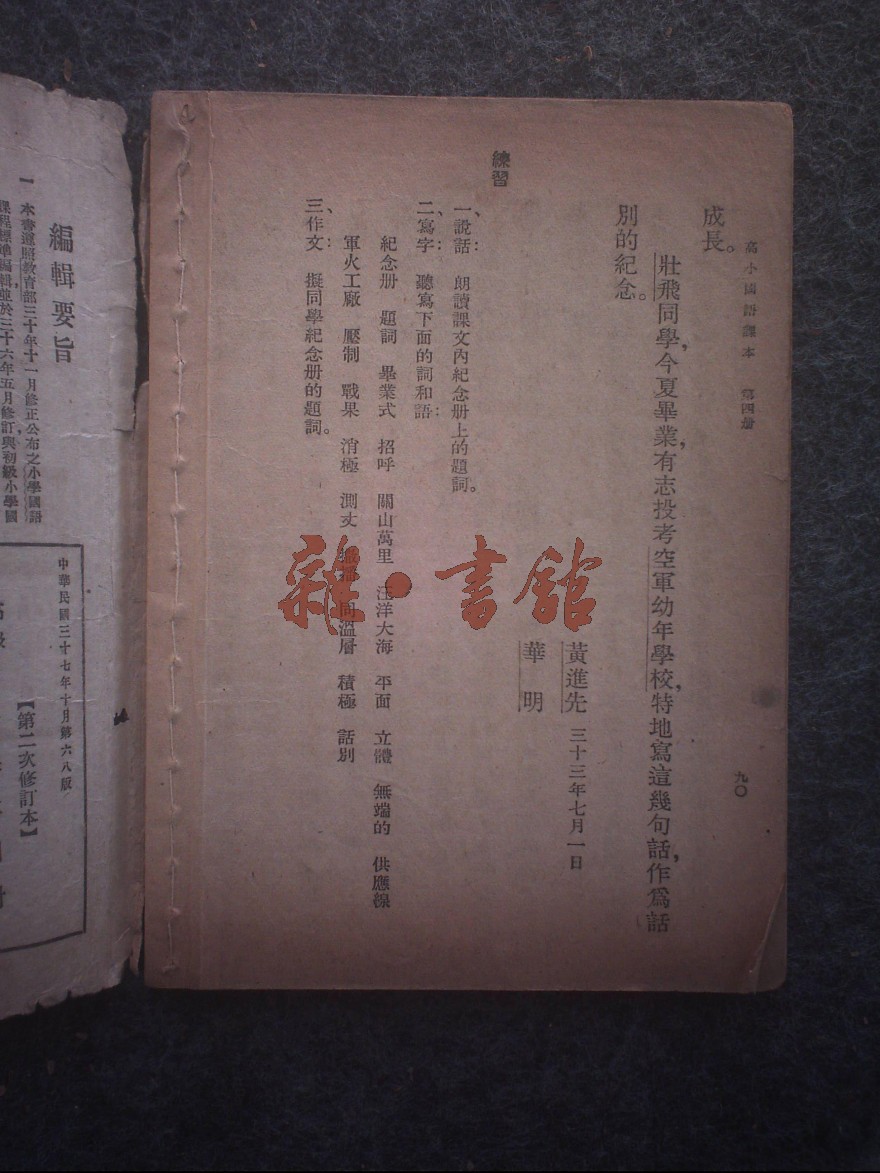 高小國語課本 第四册
九〇
成長。
壯飛同學,今夏畢業,有志投考空軍幼年學校,特地寫這幾句話,作爲話
別的紀念。
黃進先 三十三年七月一日
華明
練習
一、說話: 朗讀課文內紀念册上的題詞。
二、寫字: 聽寫下面的詞和語:
紀念册 題詞 畢業式 招呼 關山萬里 汪洋大海 平面 立體 無端的 供應線
軍火工廠 壓制 戰果 消極 測丈 同溫層 積極 話別
三、作文: 擬同學紀念册的題詞。
雜·書館
編輯要旨
一 本書遵照教育部三十年十一月修正公布之小學國語
課程標準編輯,並於三十六年五月修訂,與初級小學國
中華民國三十七年十月第六八版
【第二次修訂本】